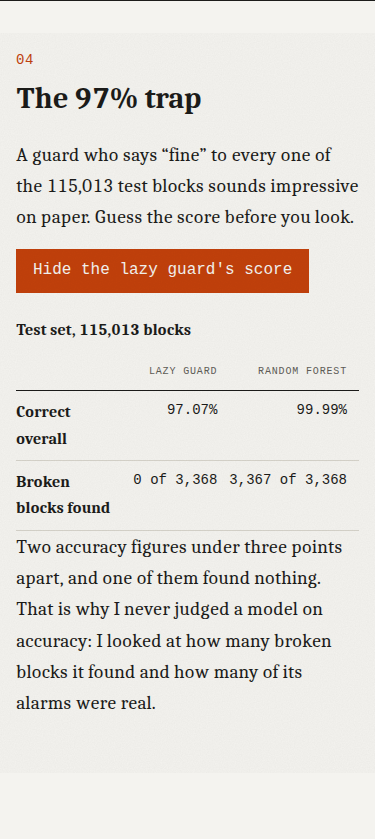 04
The 97% trap
A guard who says “fine” to every one of
the 115,013 test blocks sounds impressive
on paper. Guess the score before you look.
Hide the lazy guard's score
Test set, 115,013 blocks
LAZY GUARD RANDOM FOREST
Correct overall 97.07% 99.99%
Broken blocks found 0 of 3,368 3,367 of 3,368
Two accuracy figures under three points
apart, and one of them found nothing.
That is why I never judged a model on
accuracy: I looked at how many broken
blocks it found and how many of its
alarms were real.